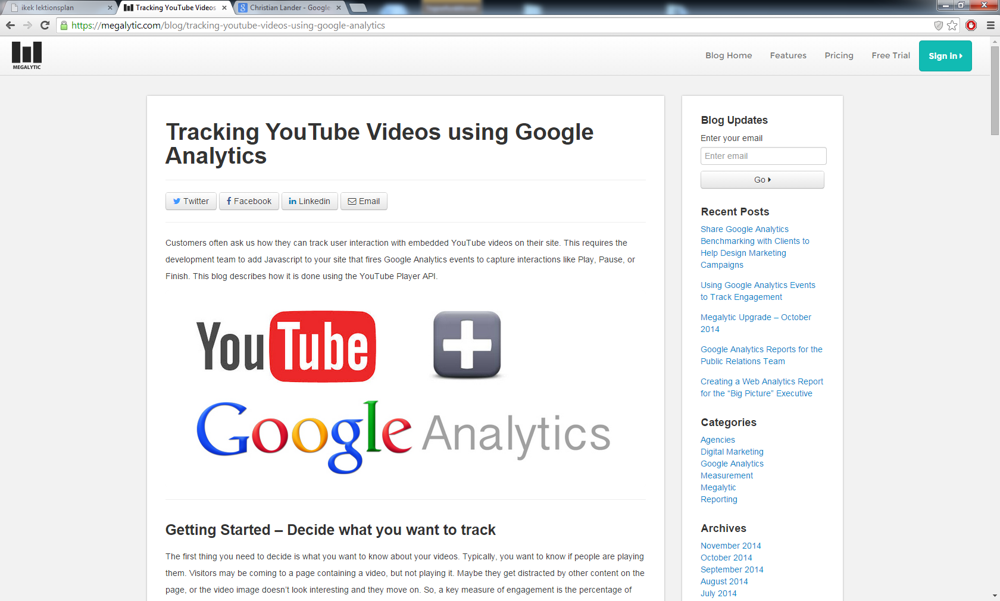 ikek lektionsplan
Tracking YouTube Videos
Christian Lander - Google
https://megalytic.com/blog/tracking-youtube-videos-using-google-analytics
MEGALYTIC
Blog Home
Features
Pricing
Free Trial
Sign in
Tracking YouTube Videos using Google
Analytics
Twitter
Facebook
Linkedin
Email
Customers often ask us how they can track user interaction with embedded YouTube videos on their site. This requires the
development team to add Javascript to your site that fires Google Analytics events to capture interactions like Play, Pause, or
Finish. This blog describes how it is done using the YouTube Player API.
YouTube
Google Analytics
Getting Started – Decide what you want to track
The first thing you need to decide is what you want to know about your videos. Typically, you want to know if people are playing
them. Visitors may be coming to a page containing a video, but not playing it. Maybe they get distracted by other content on the
page, or the video image doesn’t look interesting and they move on. So, a key measure of engagement is the percentage of
Blog Updates
Enter your email
Enter email
Go
Recent Posts
Share Google Analytics
Benchmarking with Clients to
Help Design Marketing
Campaigns
Using Google Analytics Events
to Track Engagement
Megalytic Upgrade – October
2014
Google Analytics Reports for the
Public Relations Team
Creating a Web Analytics Report
for the “Big Picture” Executive
Categories
Agencies
Digital Marketing
Google Analytics
Measurement
Megalytic
Reporting
Archives
November 2014
October 2014
September 2014
August 2014
July 2014